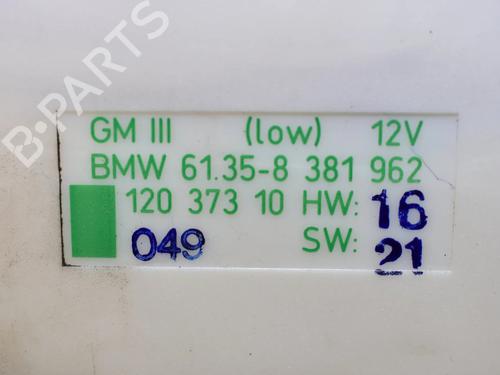 B-PARTS
GM III (low) 12V
BMW 61.35-8 381 962
120 373 10 HW: 16
049 SW: 21
B-PARTS